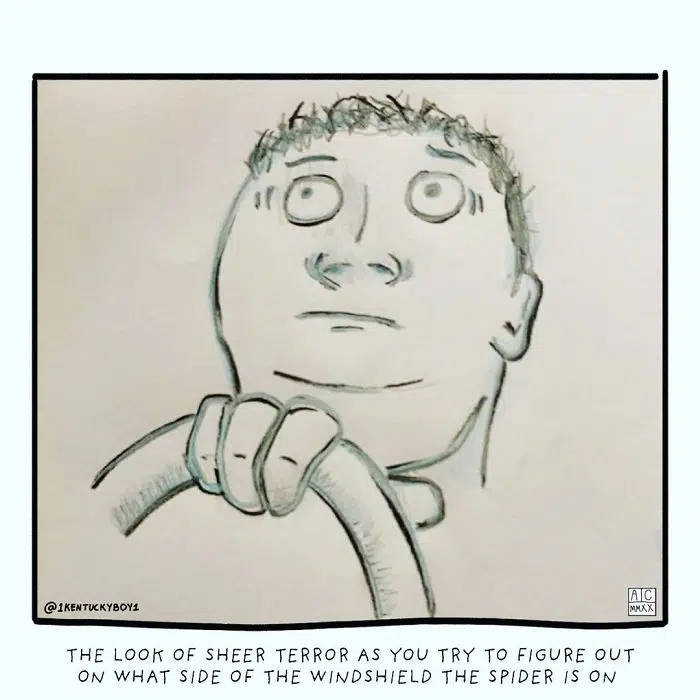 @1KENTUCKYBOY1
AC
MMXX
THE LOOK OF SHEER TERROR AS YOU TRY TO FIGURE OUT
ON WHAT SIDE OF THE WINDSHIELD THE SPIDER IS ON